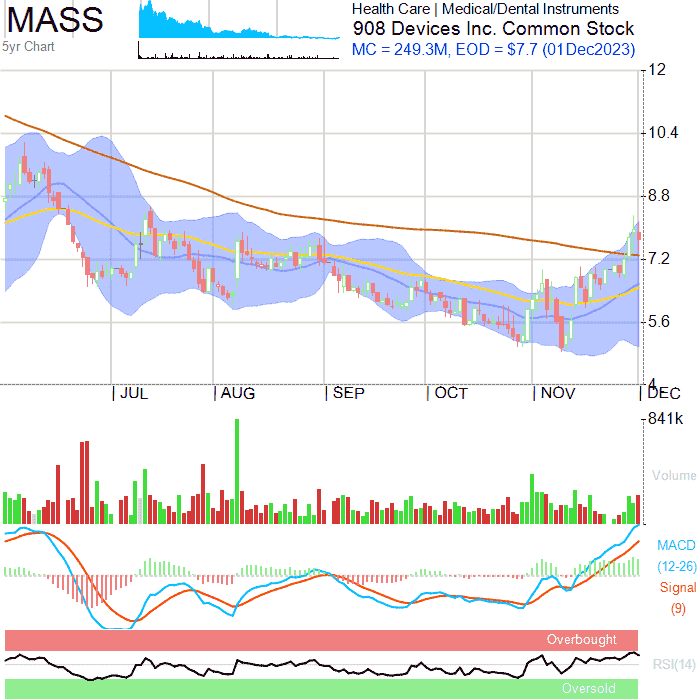 MASS
5yr Chart
Health Care | Medical/Dental Instruments
908 Devices Inc. Common Stock
MC = 249.3M, EOD = $7.7 (01Dec2023)
12
10.4
8.8
7.2
5.6
4
JUL
AUG
SEP
OCT
NOV
DEC
841k
Volume
MACD
(12-26)
Signal
(9)
Overbought
RSI(14)
Oversold